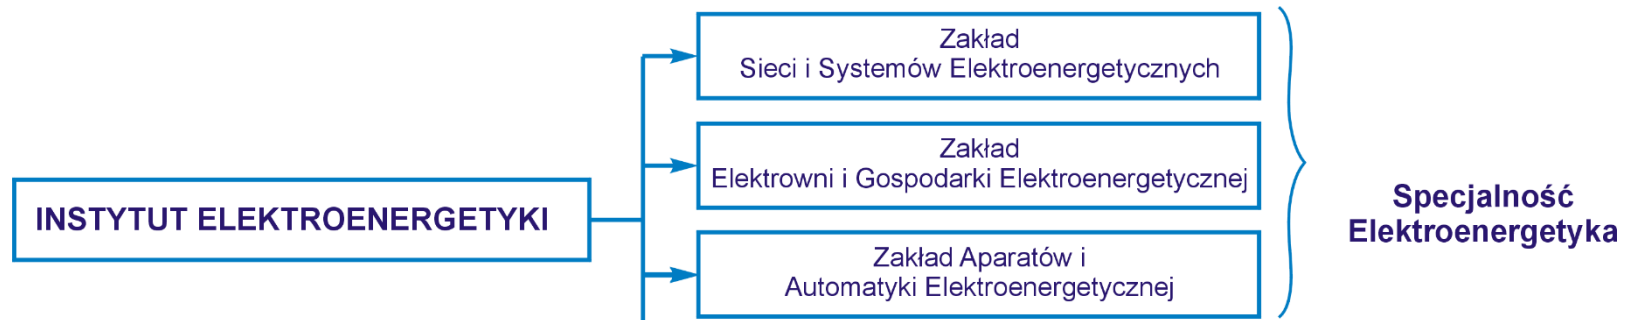 Zakład
Sieci i Systemów Elektroenergetycznych
Zakład
Elektrowni i Gospodarki Elektroenergetycznej
INSTYTUT ELEKTROENERGETYKI
Zakład Aparatów i
Automatyki Elektroenergetycznej
Specjalność
Elektroenergetyka